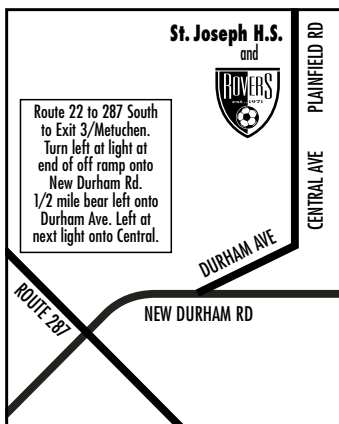 St. Joseph H.S.
and
ROVERS
EST. 1971
PLAINFIELD RD
CENTRAL AVE
Route 22 to 287 South
to Exit 3/Metuchen.
Turn left at light at
end of off ramp onto
New Durham Rd.
1/2 mile bear left onto
Durham Ave. Left at
next light onto Central.
DURHAM AVE
ROUTE 287
NEW DURHAM RD